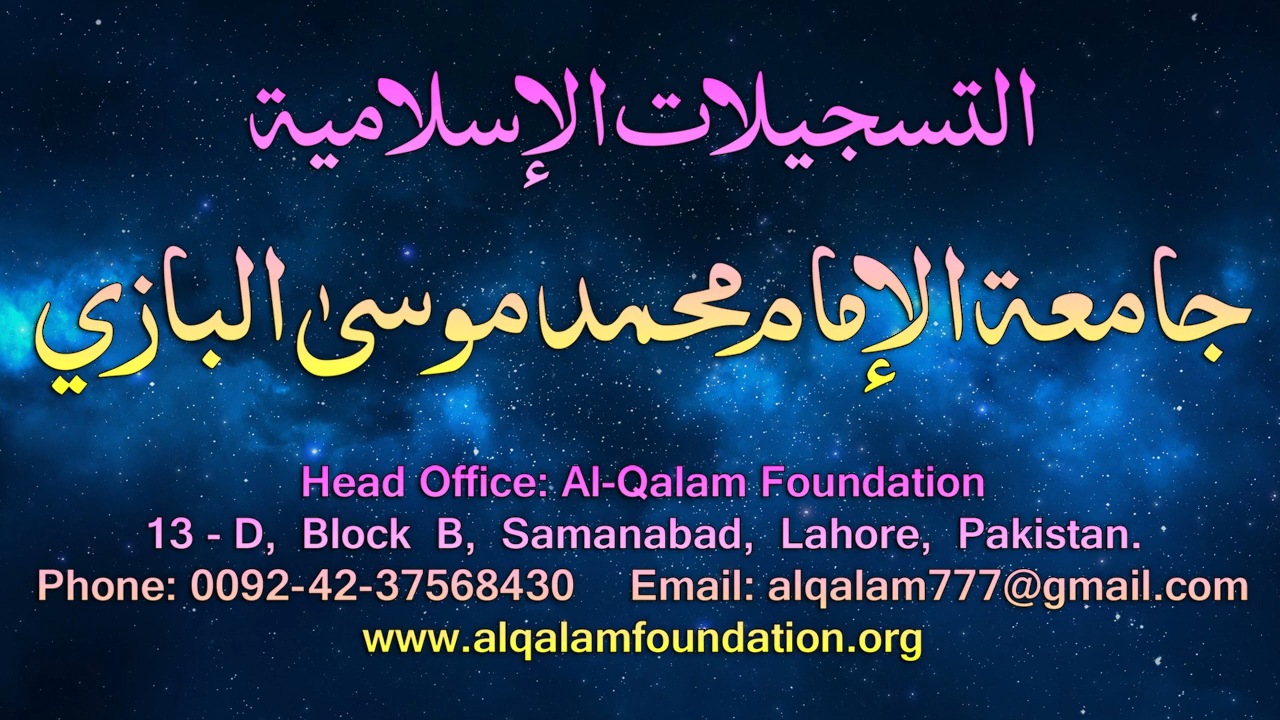 التسجيلات الإسلامية
جامعة الإمام محمد موسىٰ البازي
Head Office: Al-Qalam Foundation
13 - D, Block B, Samanabad, Lahore, Pakistan.
Phone: 0092-42-37568430 Email: alqalam777@gmail.com
www.alqalamfoundation.org